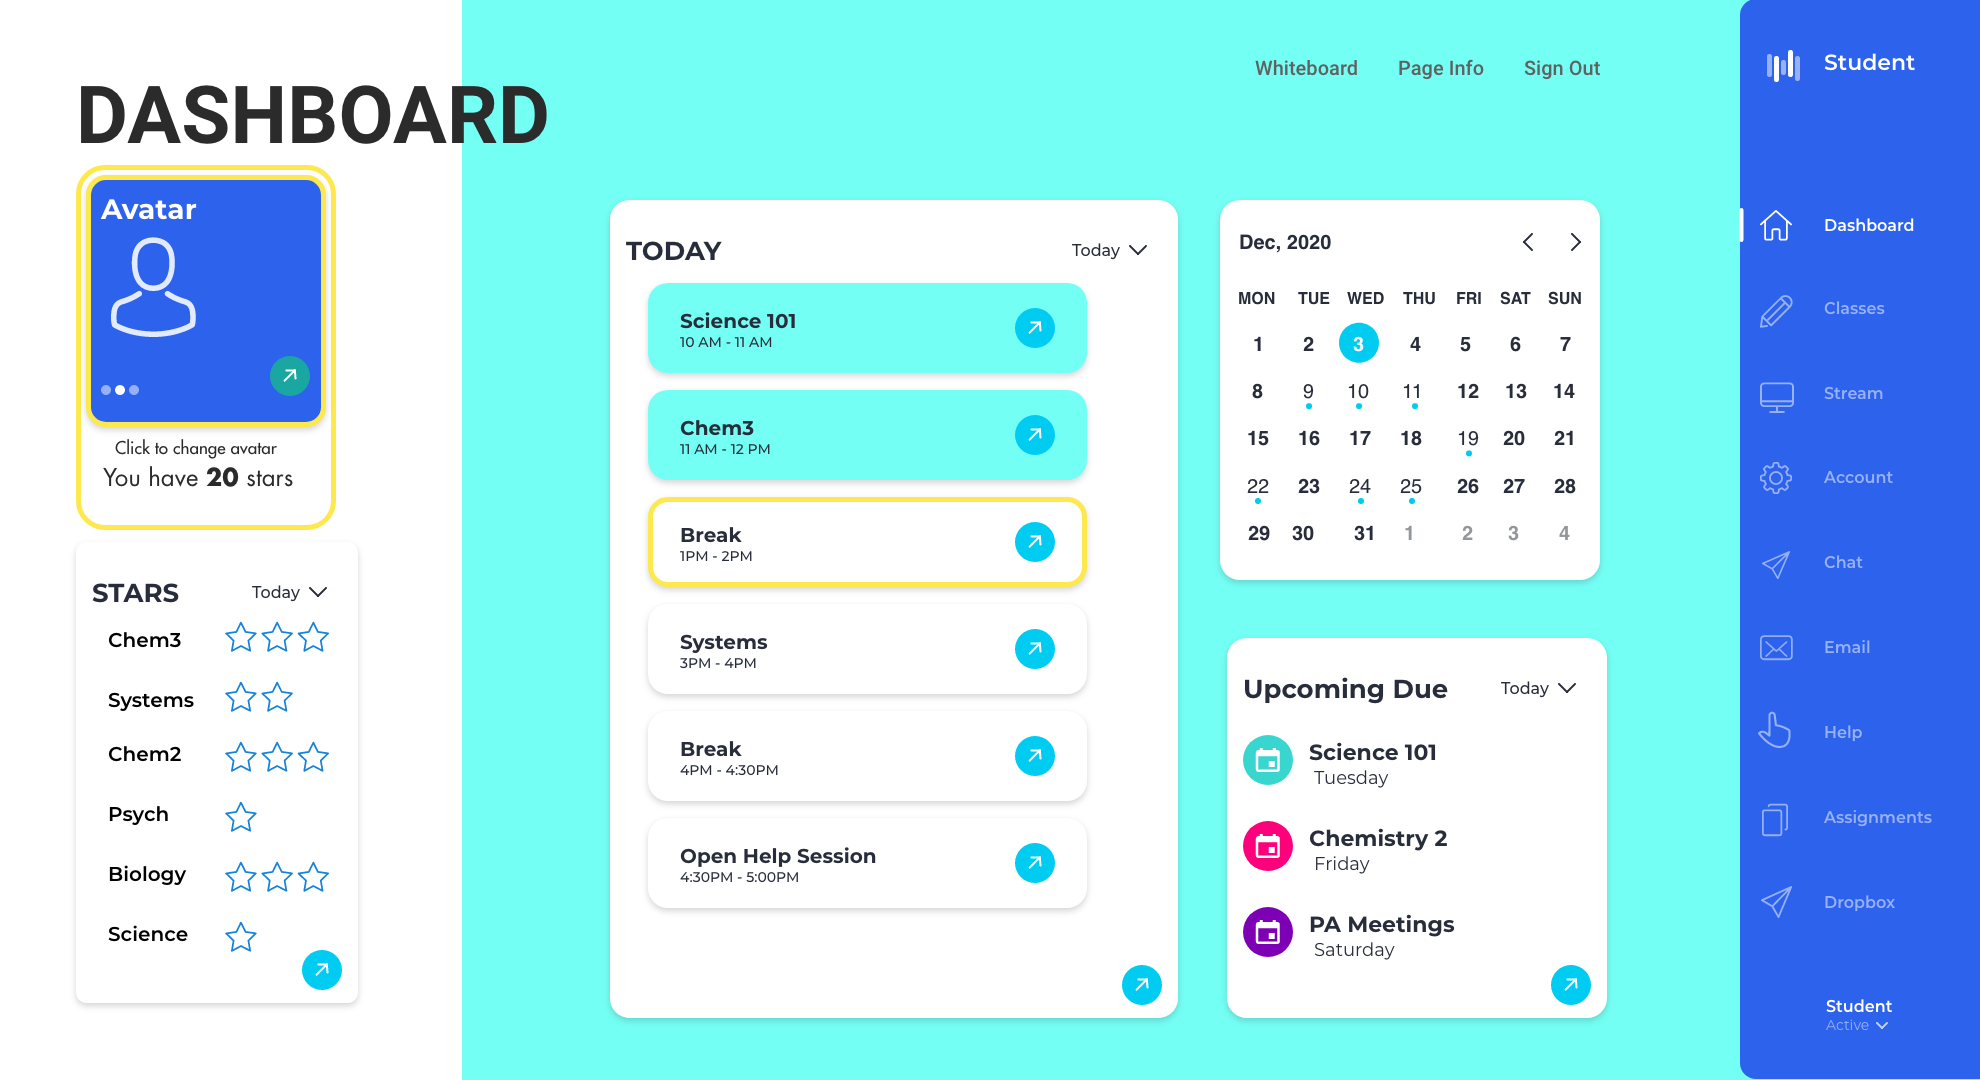 DASHBOARD
Whiteboard Page Info Sign Out
Avatar
Click to change avatar
You have 20 stars
STARS
Today
Chem3
Systems
Chem2
Psych
Biology
Science
TODAY
Today
Science 101
10 AM - 11 AM
Chem3
11 AM - 12 PM
Break
1PM - 2PM
Systems
3PM - 4PM
Break
4PM - 4:30PM
Open Help Session
4:30PM - 5:00PM
Dec, 2020
MON TUE WED THU FRI SAT SUN
1 2 3 4 5 6 7
8 9 10 11 12 13 14
15 16 17 18 19 20 21
22 23 24 25 26 27 28
29 30 31 1 2 3 4
Upcoming Due
Today
Science 101
Tuesday
Chemistry 2
Friday
PA Meetings
Saturday
Student
Dashboard
Classes
Stream
Account
Chat
Email
Help
Assignments
Dropbox
Student
Active